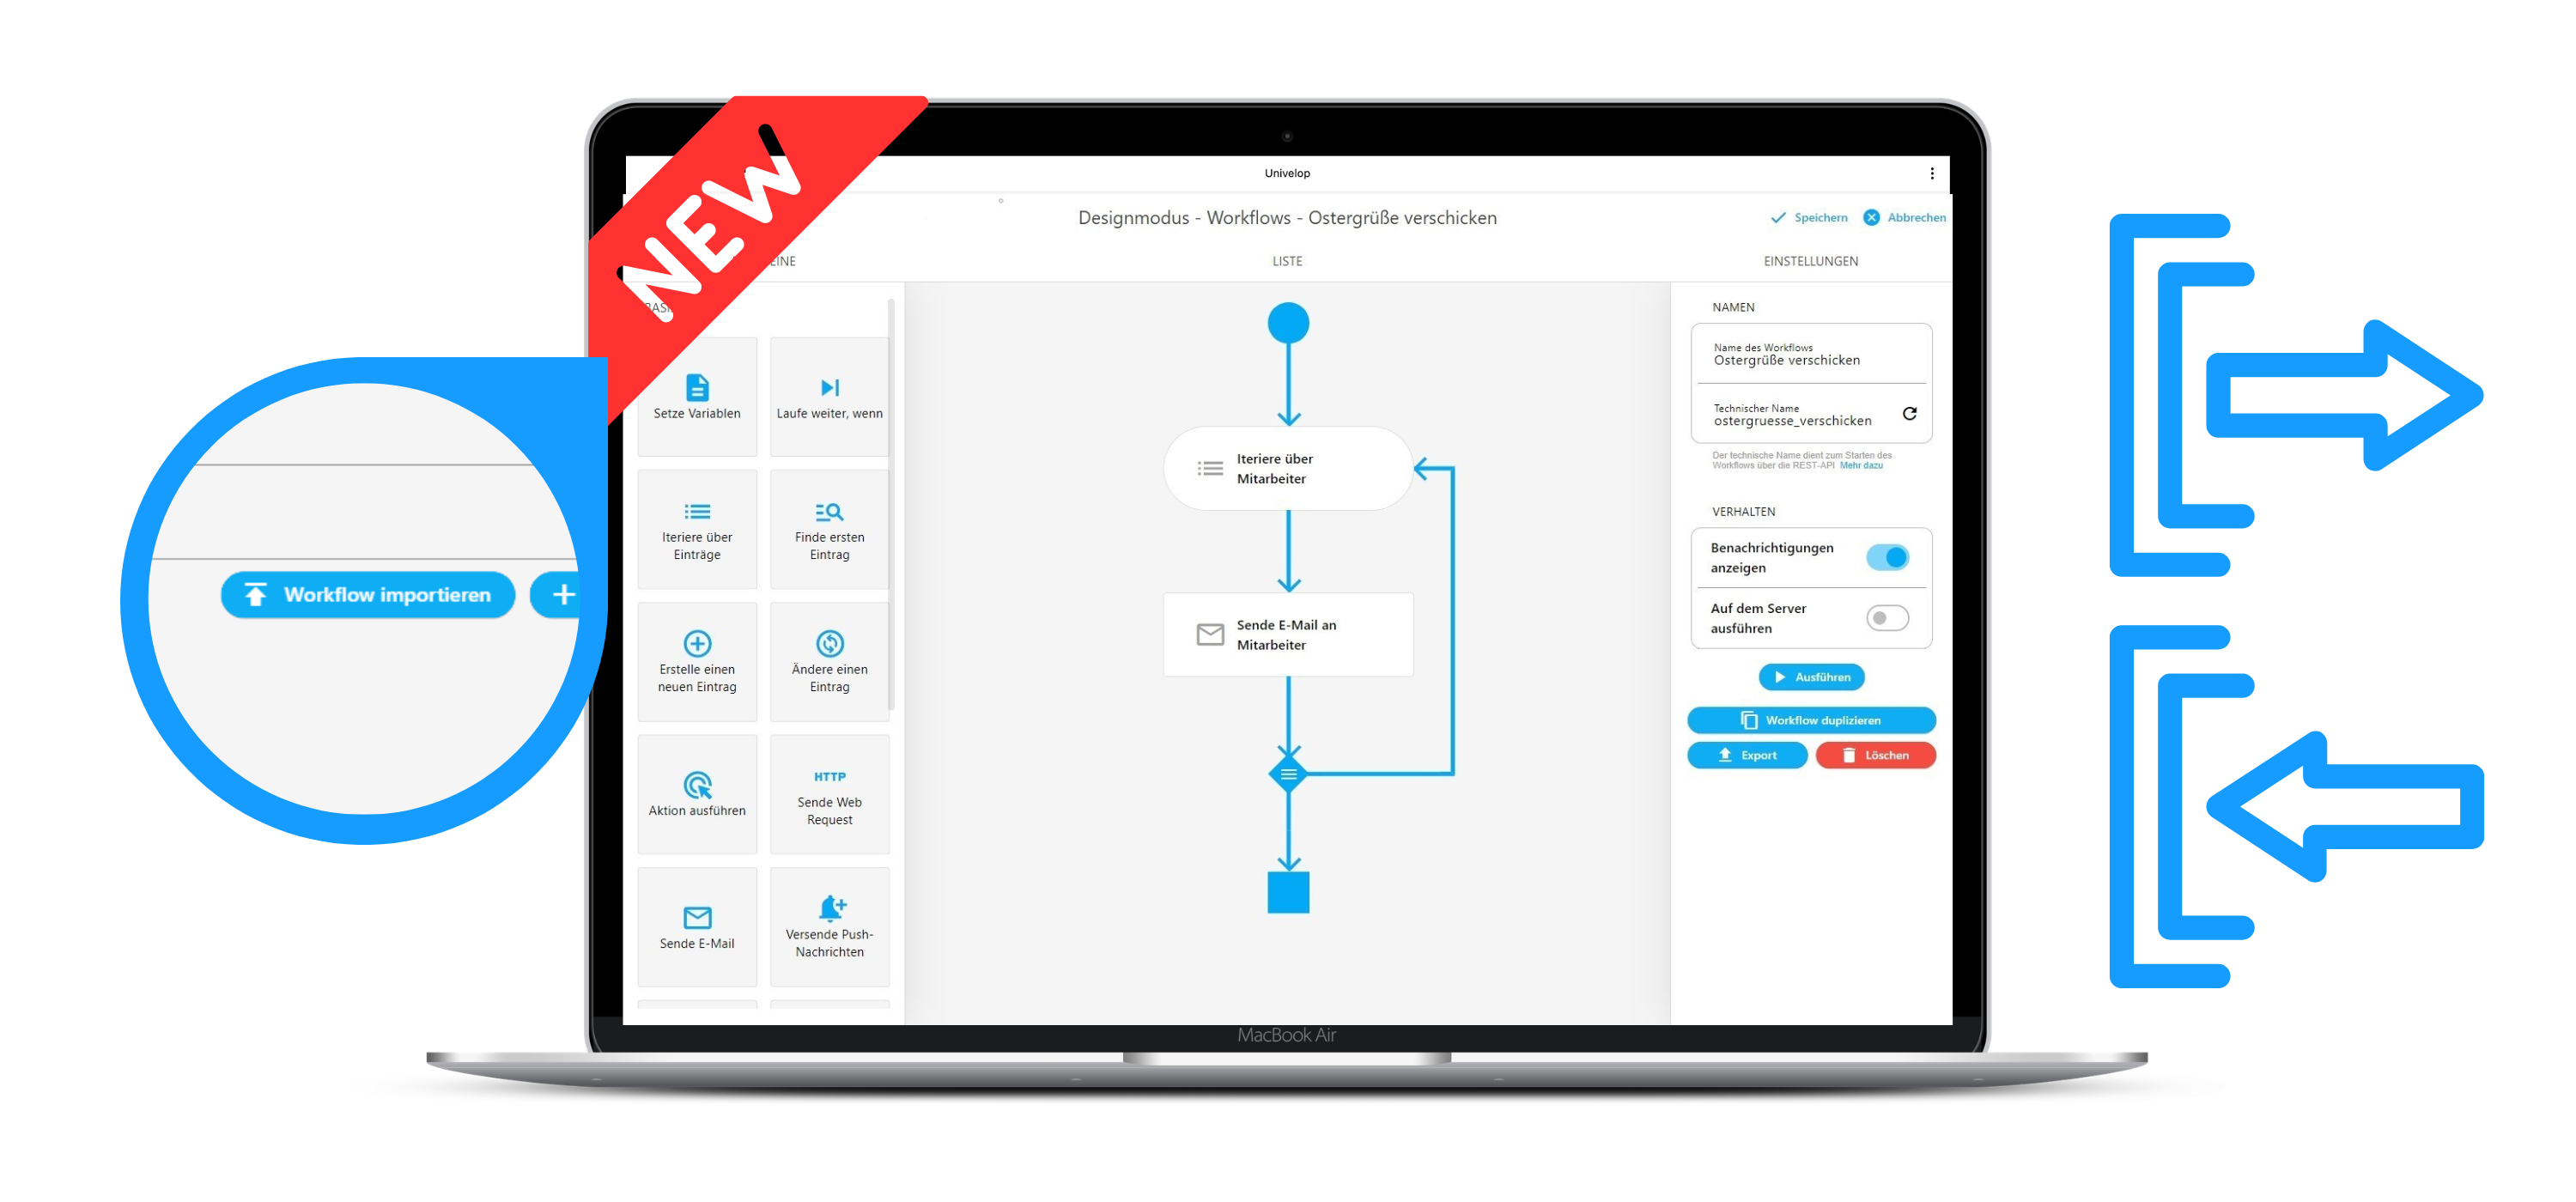 NEW
Univelop
Designmodus - Workflows - Ostergrüße verschicken
Speichern
Abbrechen
LISTE
EINSTELLUNGEN
Setze Variablen
Laufe weiter, wenn
Iteriere über
Einträge
Finde ersten
Eintrag
Erstelle einen
neuen Eintrag
Ändere einen
Eintrag
Aktion ausführen
HTTP
Sende Web
Request
Sende E-Mail
Versende Push-
Nachrichten
Workflow importieren
Iteriere über
Mitarbeiter
Sende E-Mail an
Mitarbeiter
NAMEN
Name des Workflows
Ostergrüße verschicken
Technischer Name
ostergruesse_verschicken
Der technische Name dient zum Starten des
Workflows über die REST-API Mehr dazu
VERHALTEN
Benachrichtigungen
anzeigen
Auf dem Server
ausführen
Ausführen
Workflow duplizieren
Export
Löschen
MacBook Air